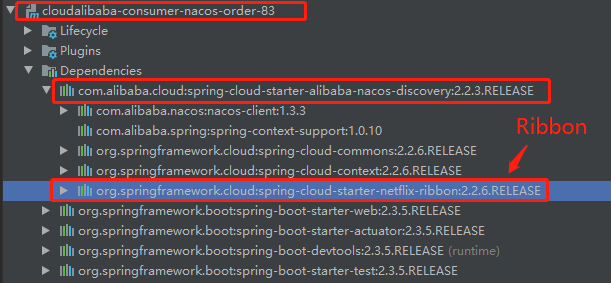 cloudalibaba-consumer-nacos-order-83
Lifecycle
Plugins
Dependencies
com.alibaba.cloud:spring-cloud-starter-alibaba-nacos-discovery:2.2.3.RELEASE
com.alibaba.nacos:nacos-client:1.3.3
com.alibaba.spring:spring-context-support:1.0.10
Ribbon
org.springframework.cloud:spring-cloud-commons:2.2.6.RELEASE
org.springframework.cloud:spring-cloud-context:2.2.6.RELEASE
org.springframework.cloud:spring-cloud-starter-netflix-ribbon:2.2.6.RELEASE
org.springframework.boot:spring-boot-starter-web:2.3.5.RELEASE
org.springframework.boot:spring-boot-starter-actuator:2.3.5.RELEASE
org.springframework.boot:spring-boot-devtools:2.3.5.RELEASE (runtime)
org.springframework.boot:spring-boot-starter-test:2.3.5.RELEASE